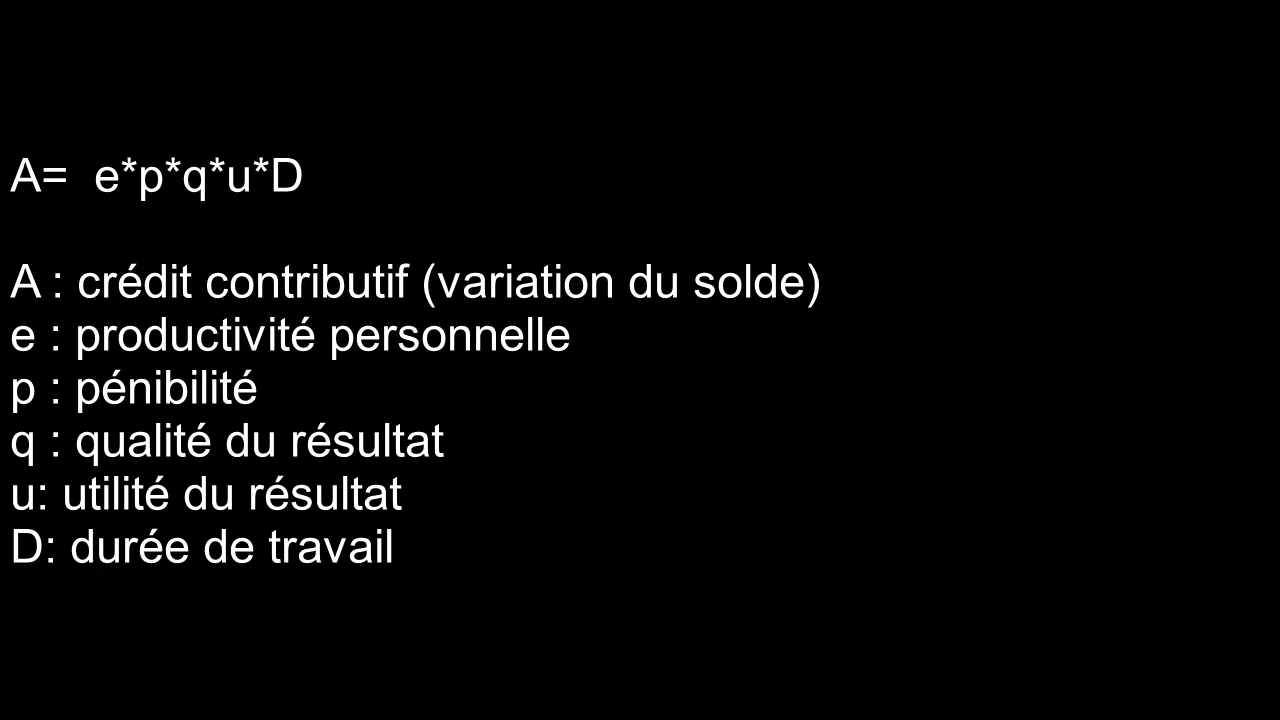 A=  e*p*q*u*D
A : crédit contributif (variation du solde)
e : productivité personnelle
p : pénibilité
q : qualité du résultat
u: utilité du résultat
D: durée de travail